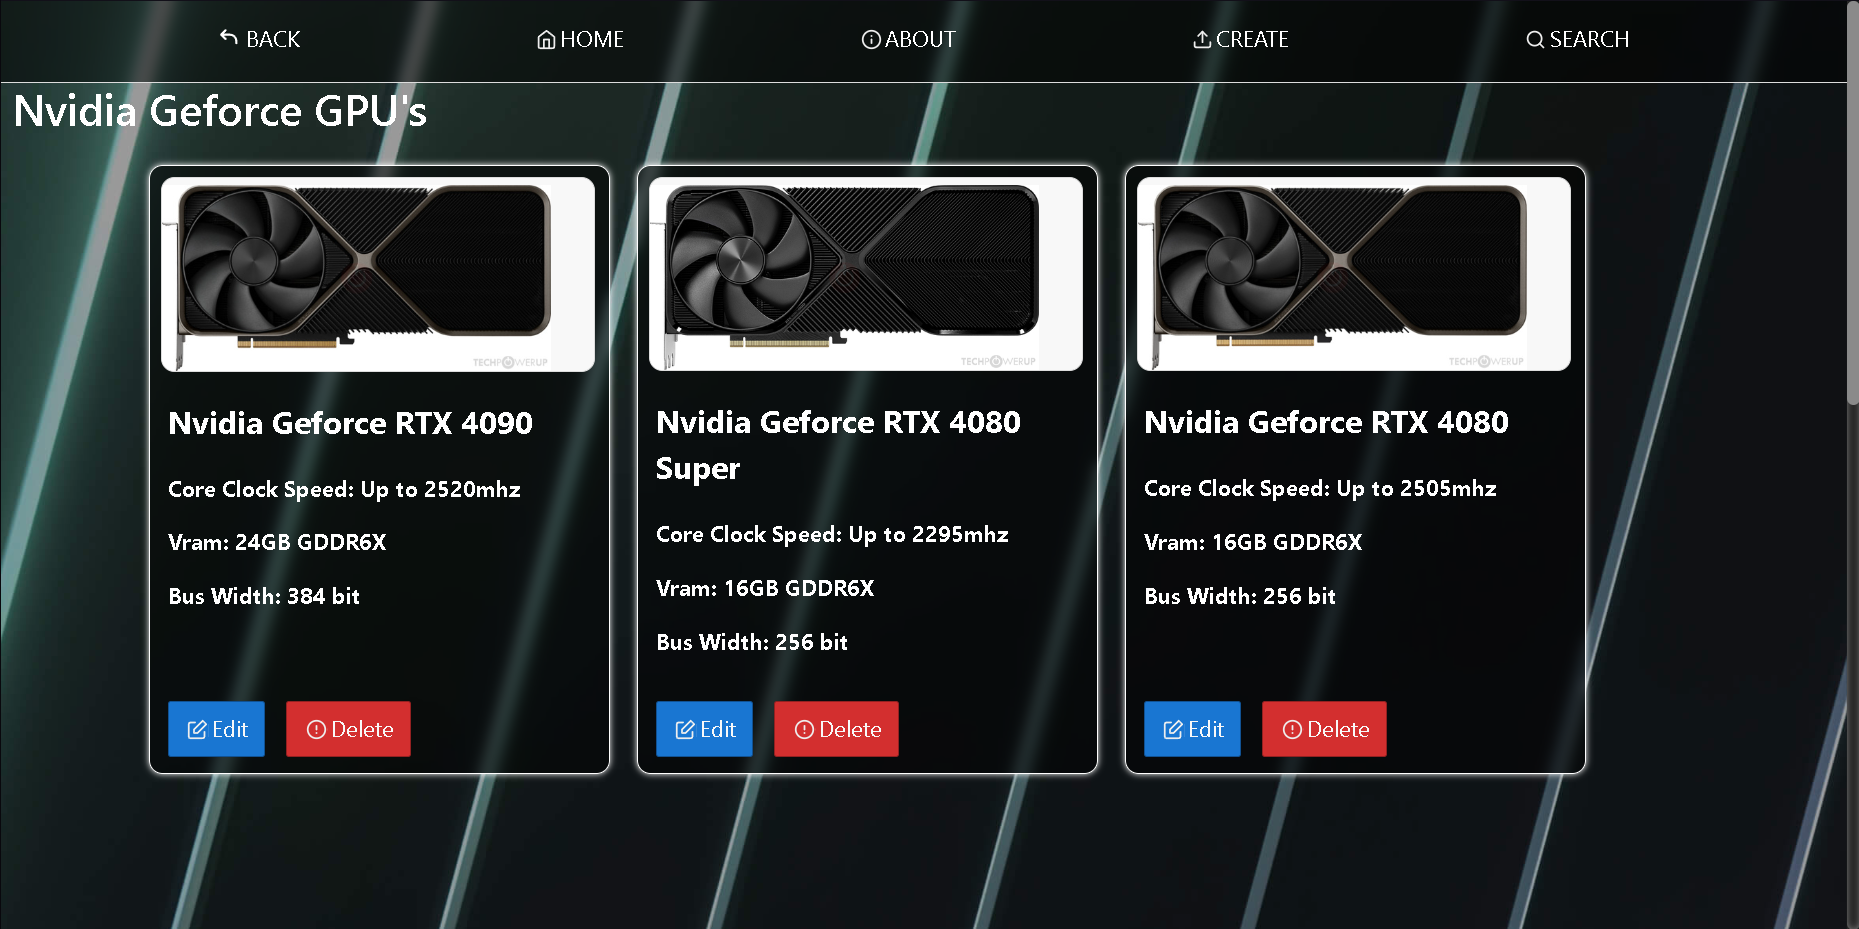 BACK
HOME
ABOUT
CREATE
SEARCH
Nvidia Geforce GPU's
TECHPOWERUP
Nvidia Geforce RTX 4090
Core Clock Speed: Up to 2520mhz
Vram: 24GB GDDR6X
Bus Width: 384 bit
Edit
Delete
TECHPOWERUP
Nvidia Geforce RTX 4080
Super
Core Clock Speed: Up to 2295mhz
Vram: 16GB GDDR6X
Bus Width: 256 bit
Edit
Delete
TECHPOWERUP
Nvidia Geforce RTX 4080
Core Clock Speed: Up to 2505mhz
Vram: 16GB GDDR6X
Bus Width: 256 bit
Edit
Delete